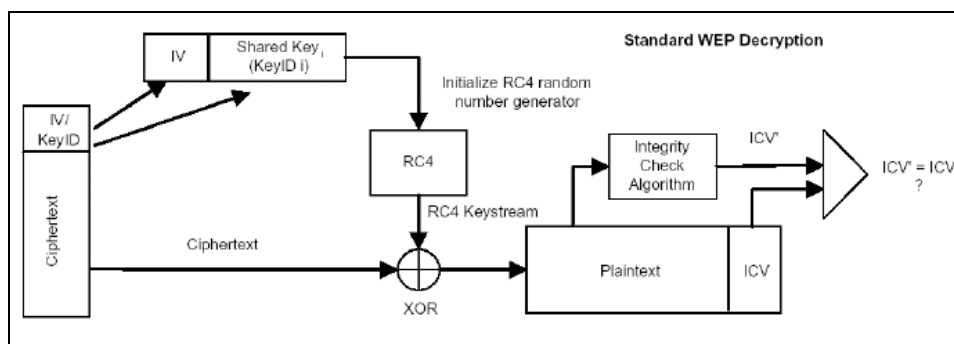 Standard WEP Decryption
IV
Shared Key i
(KeyID i)
Initialize RC4 random
number generator
IV/
KeyID
Ciphertext
RC4
RC4 Keystream
Ciphertext
XOR
Integrity
Check
Algorithm
ICV'
ICV' = ICV
?
Plaintext
ICV